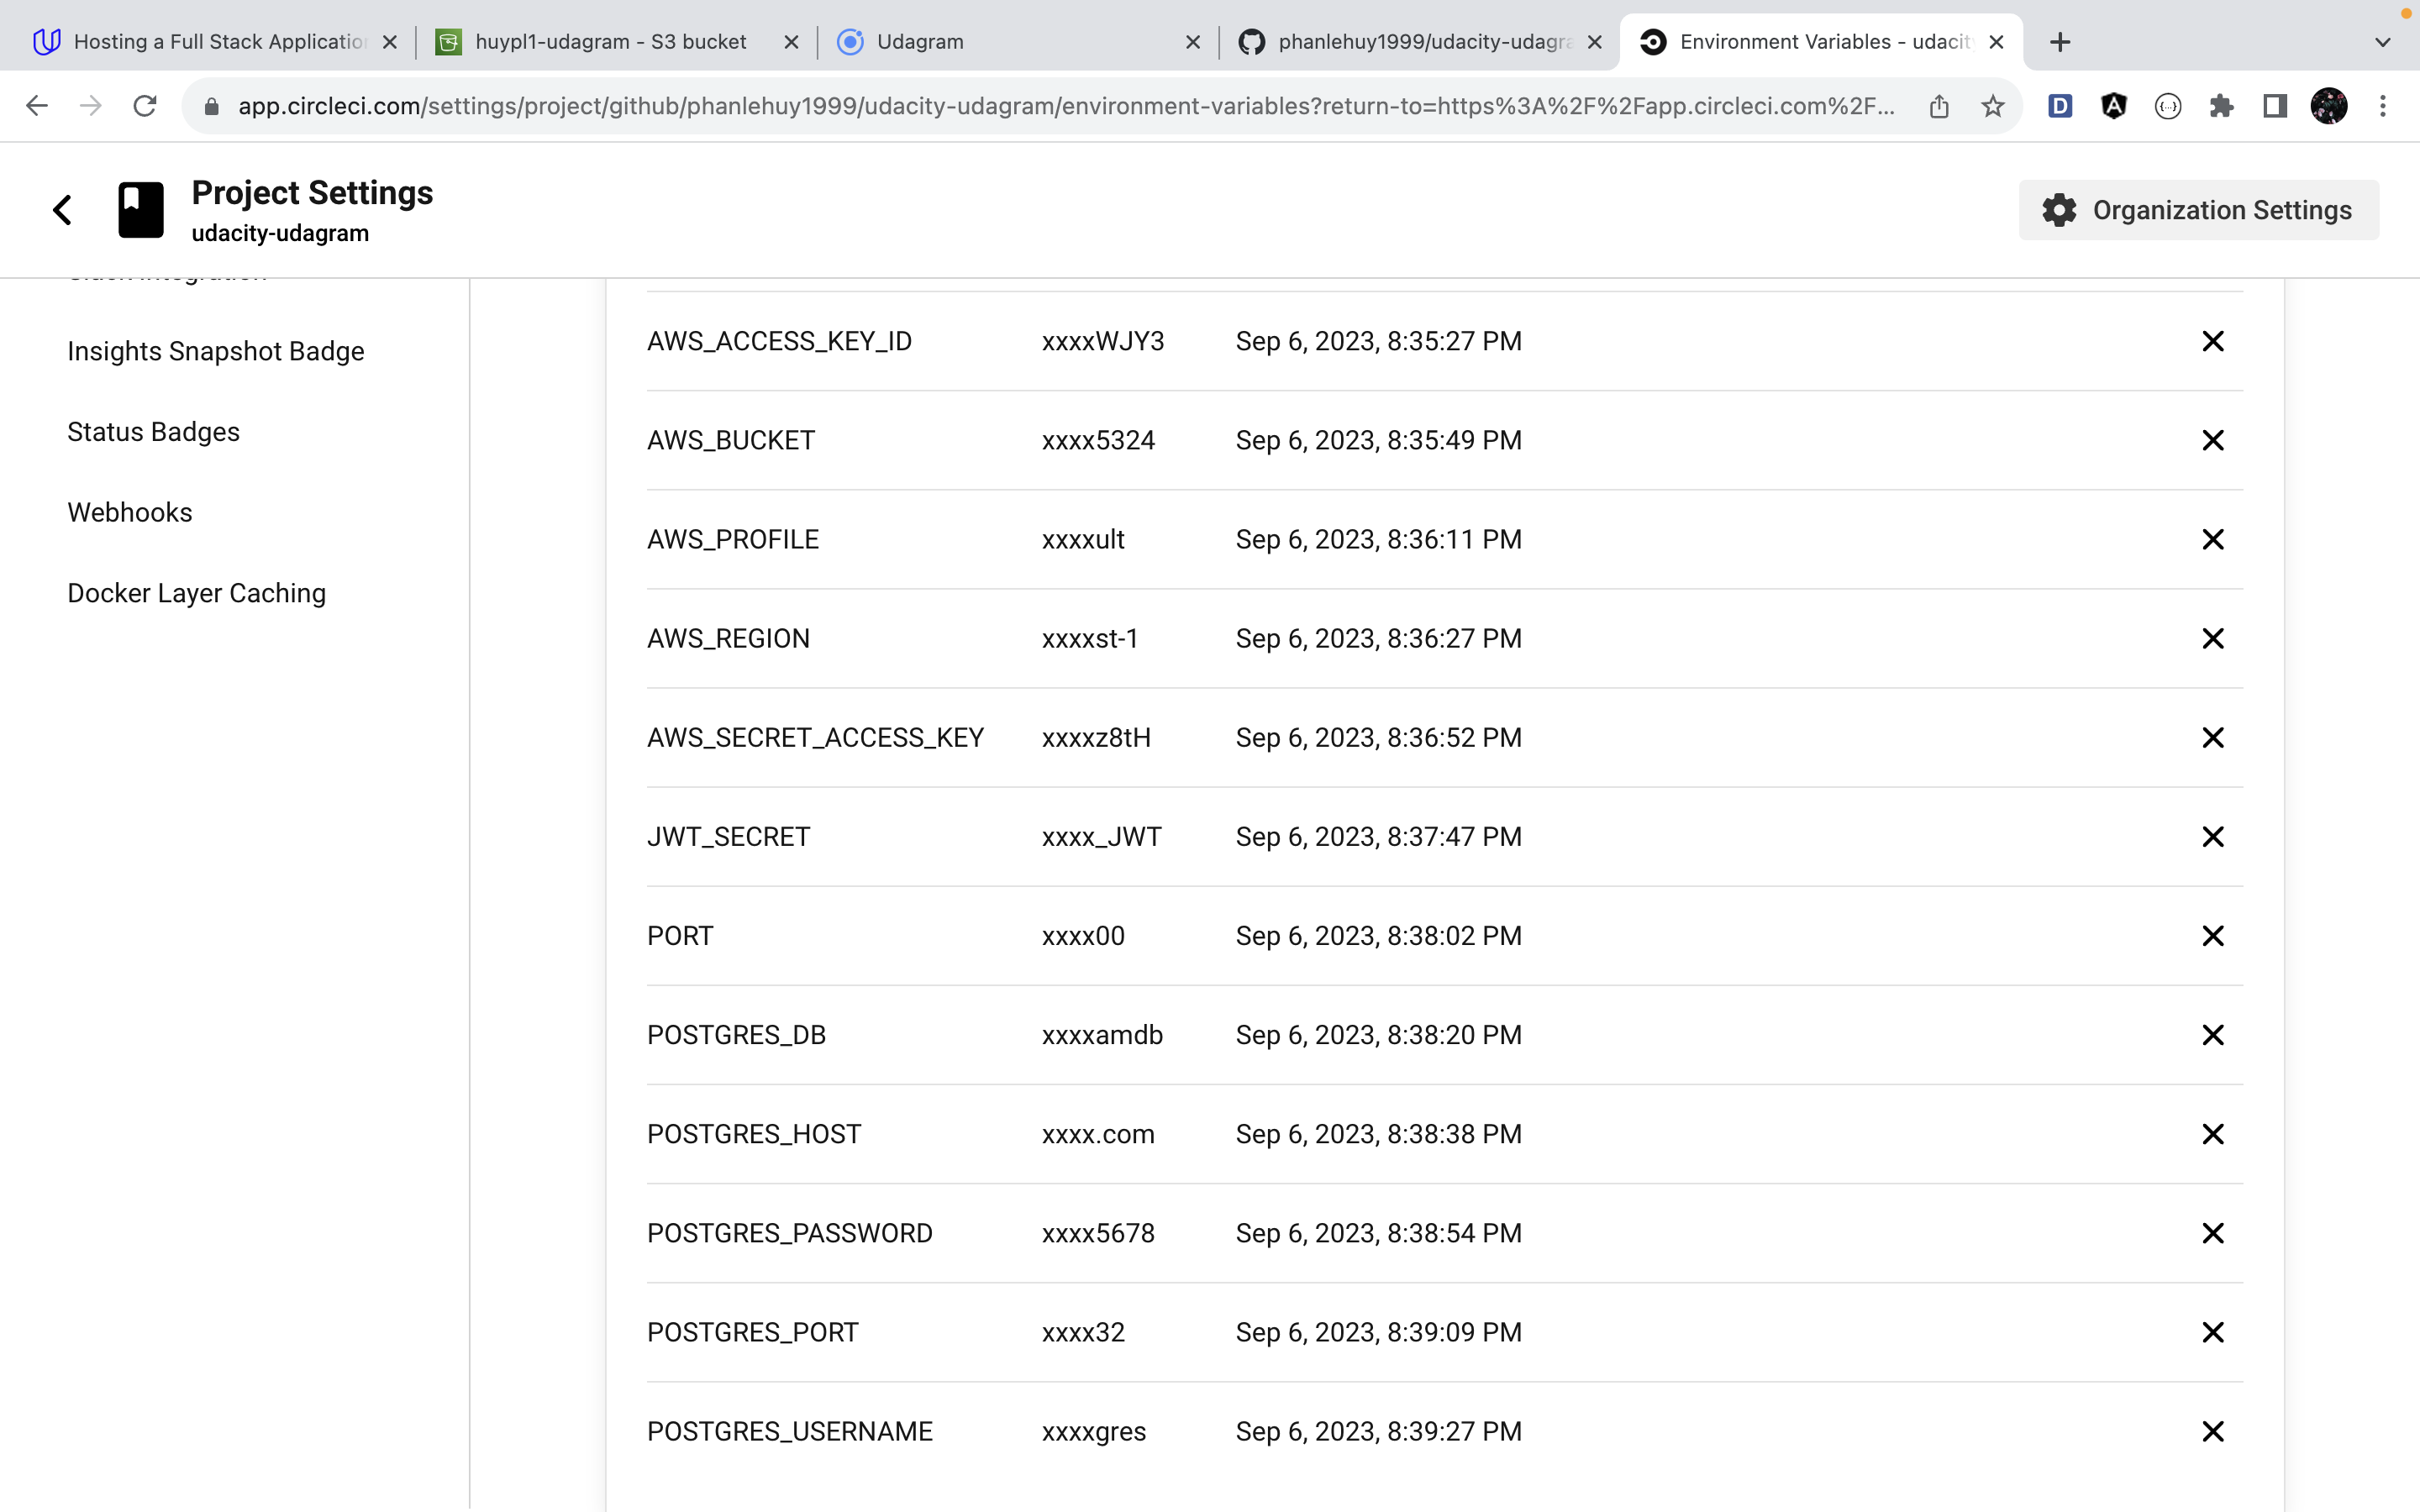 Hosting a Full Stack Application
huypl1-udagram - S3 bucket
Udagram
phanlehuy1999/udacity-udagra
Environment Variables - udacit
app.circleci.com/settings/project/github/phanlehuy1999/udacity-udagram/environment-variables?return-to=https%3A%2F%2Fapp.circleci.com%2F...
Project Settings
udacity-udagram
Organization Settings
Insights Snapshot Badge
Status Badges
Webhooks
Docker Layer Caching
AWS_ACCESS_KEY_ID xxxxWJY3 Sep 6, 2023, 8:35:27 PM
AWS_BUCKET xxxx5324 Sep 6, 2023, 8:35:49 PM
AWS_PROFILE xxxxult Sep 6, 2023, 8:36:11 PM
AWS_REGION xxxxst-1 Sep 6, 2023, 8:36:27 PM
AWS_SECRET_ACCESS_KEY xxxxz8tH Sep 6, 2023, 8:36:52 PM
JWT_SECRET xxxx_JWT Sep 6, 2023, 8:37:47 PM
PORT xxxx00 Sep 6, 2023, 8:38:02 PM
POSTGRES_DB xxxxamdb Sep 6, 2023, 8:38:20 PM
POSTGRES_HOST xxxx.com Sep 6, 2023, 8:38:38 PM
POSTGRES_PASSWORD xxxx5678 Sep 6, 2023, 8:38:54 PM
POSTGRES_PORT xxxx32 Sep 6, 2023, 8:39:09 PM
POSTGRES_USERNAME xxxxgres Sep 6, 2023, 8:39:27 PM